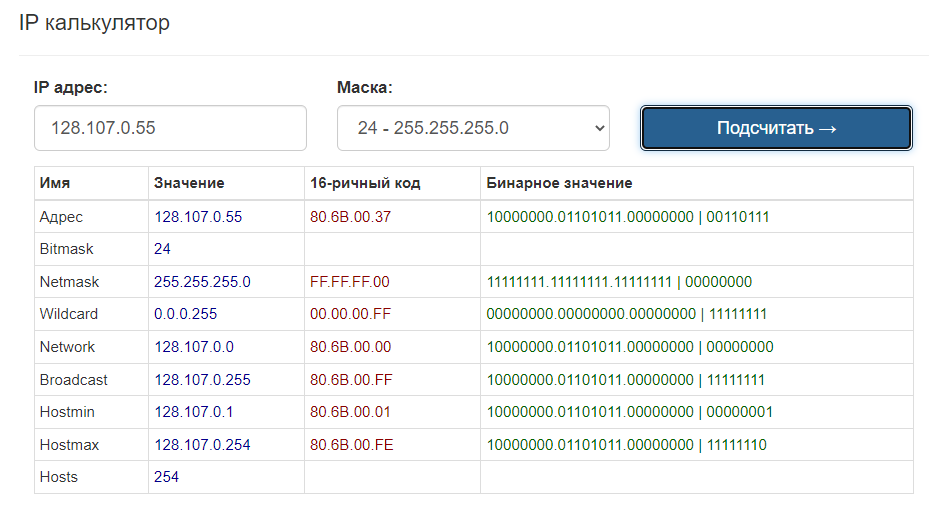 IP калькулятор
IP адрес: Маска:
128.107.0.55 24 - 255.255.255.0 Подсчитать →
Имя Значение 16-ричный код Бинарное значение
Адрес 128.107.0.55 80.6B.00.37 10000000.01101011.00000000 | 00110111
Bitmask 24
Netmask 255.255.255.0 FF.FF.FF.00 11111111.11111111.11111111 | 00000000
Wildcard 0.0.0.255 00.00.00.FF 00000000.00000000.00000000 | 11111111
Network 128.107.0.0 80.6B.00.00 10000000.01101011.00000000 | 00000000
Broadcast 128.107.0.255 80.6B.00.FF 10000000.01101011.00000000 | 11111111
Hostmin 128.107.0.1 80.6B.00.01 10000000.01101011.00000000 | 00000001
Hostmax 128.107.0.254 80.6B.00.FE 10000000.01101011.00000000 | 11111110
Hosts 254